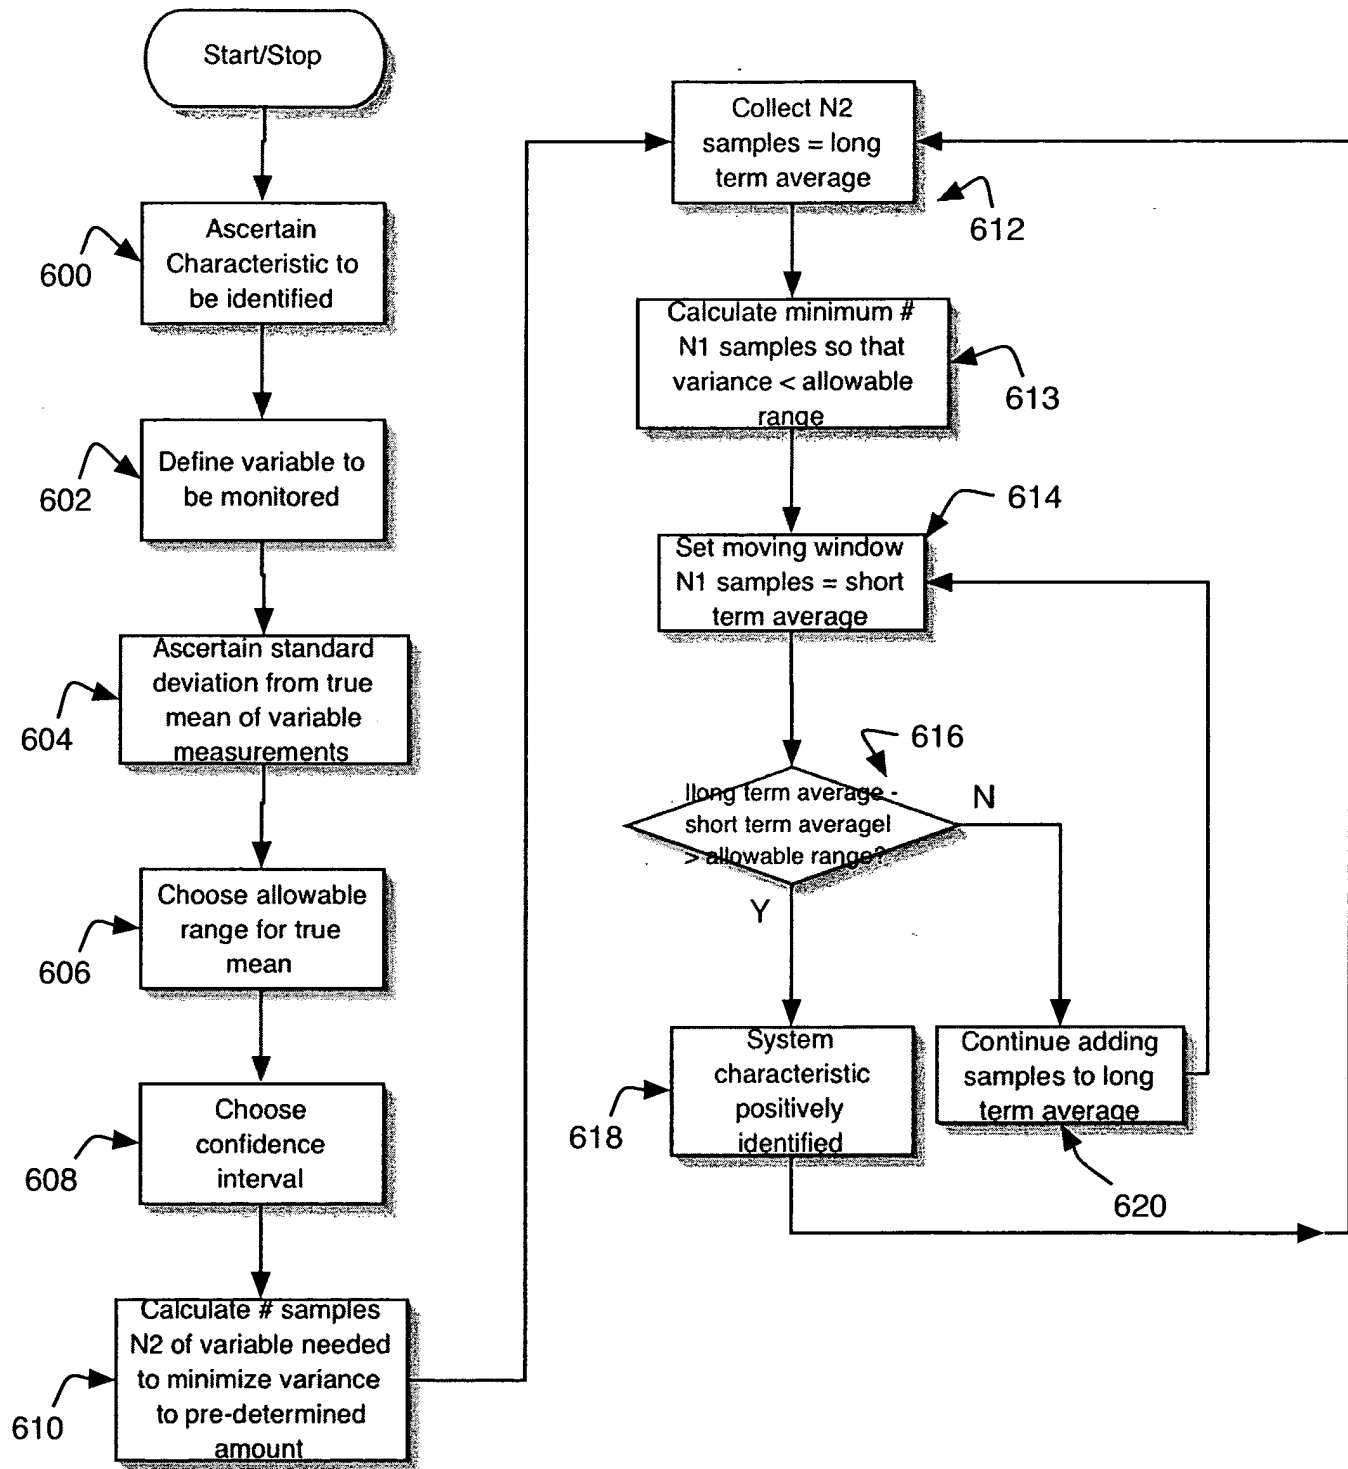 Start/Stop
600
Ascertain
Characteristic to
be identified
602
Define variable to
be monitored
604
Ascertain standard
deviation from true
mean of variable
measurements
606
Choose allowable
range for true
mean
608
Choose
confidence
interval
610
Calculate # samples
N2 of variable needed
to minimize variance
to pre-determined
amount
Collect N2
samples = long
term average
612
Calculate minimum #
N1 samples so that
variance < allowable
range
613
614
Set moving window
N1 samples = short
term average
616
|long term average -
short term average|
> allowable range?
N
Y
618
System
characteristic
positively
identified
Continue adding
samples to long
term average
620